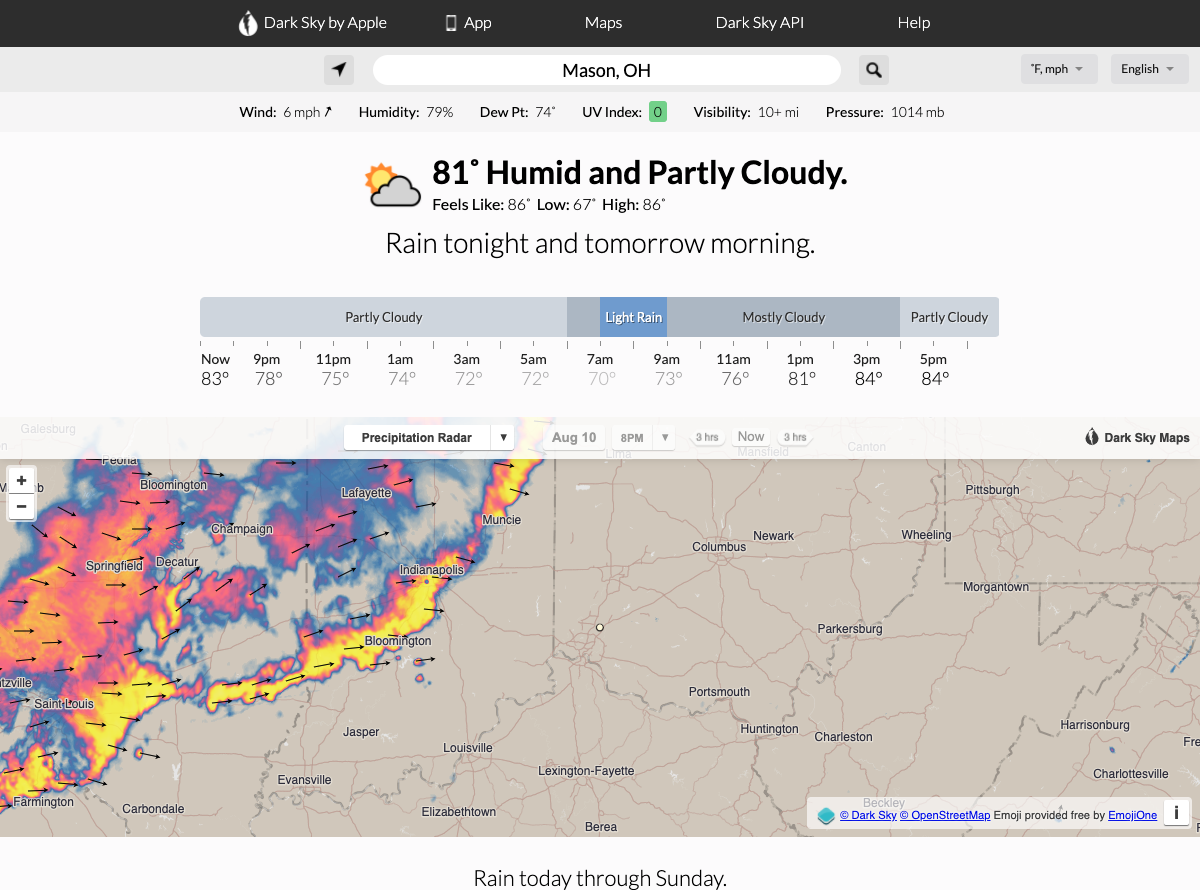 Dark Sky by Apple App Maps Dark Sky API Help
Mason, OH
˚F, mph English
Wind: 6 mph Humidity: 79% Dew Pt: 74˚ UV Index: 0 Visibility: 10+ mi Pressure: 1014 mb
81˚ Humid and Partly Cloudy.
Feels Like: 86˚ Low: 67˚ High: 86˚
Rain tonight and tomorrow morning.
Partly Cloudy Light Rain Mostly Cloudy Partly Cloudy
Now 9pm 11pm 1am 3am 5am 7am 9am 11am 1pm 3pm 5pm
83° 78° 75° 74° 72° 72° 70° 73° 76° 81° 84° 84°
Galesburg
Precipitation Radar ▼ Aug 10 8PM ▼ 3 hrs Now 3 hrs Dark Sky Maps
Canton
Lima Mansfield
Peoria
+
Bloomington
Lafayette
Pittsburgh
−
Muncie
Champaign
Newark
Wheeling
Columbus
Springfield Decatur
Indianapolis
Morgantown
Parkersburg
Bloomington
Portsmouth
Saint Louis
Harrisonburg
Jasper
Huntington
Charleston
Louisville
Lexington-Fayette
Charlottesville
Evansville
Farmington
Carbondale
Elizabethtown
Beckley
© Dark Sky © OpenStreetMap Emoji provided free by EmojiOne i
Berea
Rain today through Sunday.